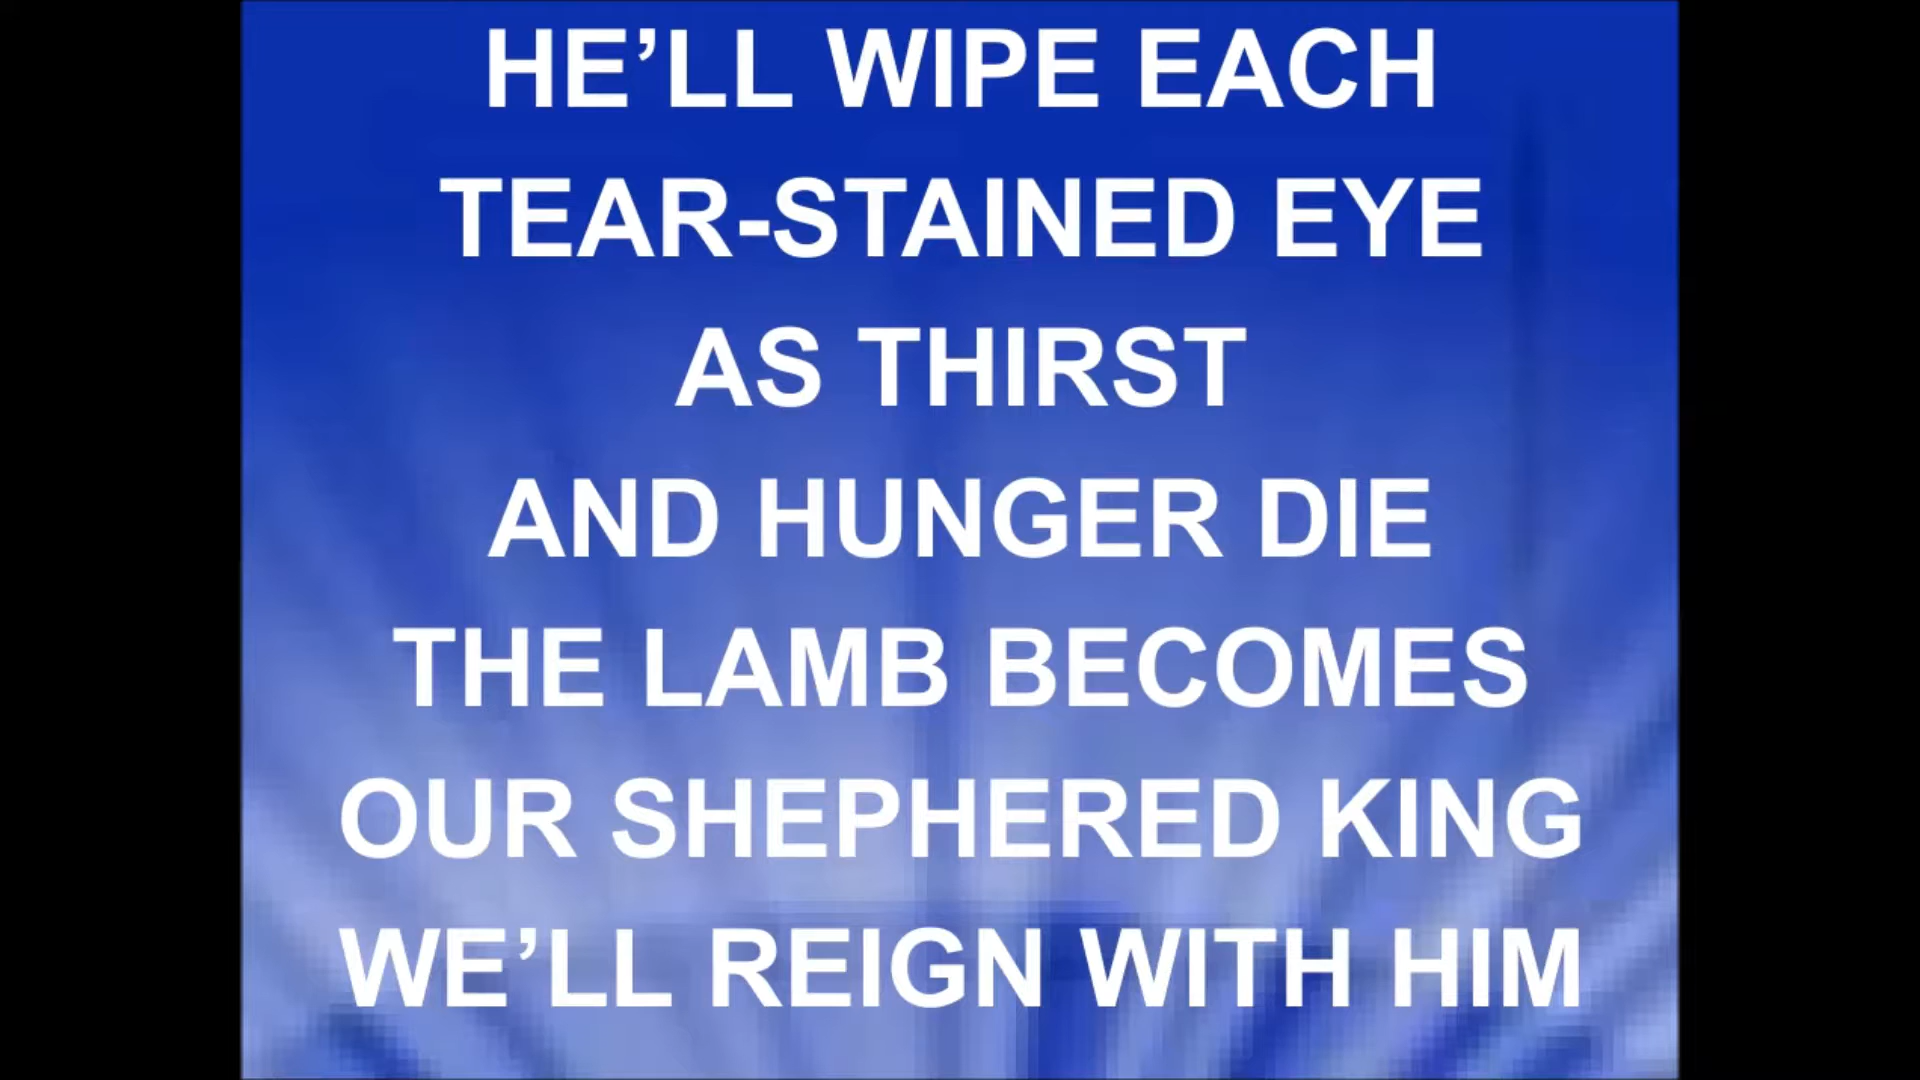 HE’LL WIPE EACH
TEAR-STAINED EYE
AS THIRST
AND HUNGER DIE
THE LAMB BECOMES
OUR SHEPHERED KING
WE’LL REIGN WITH HIM